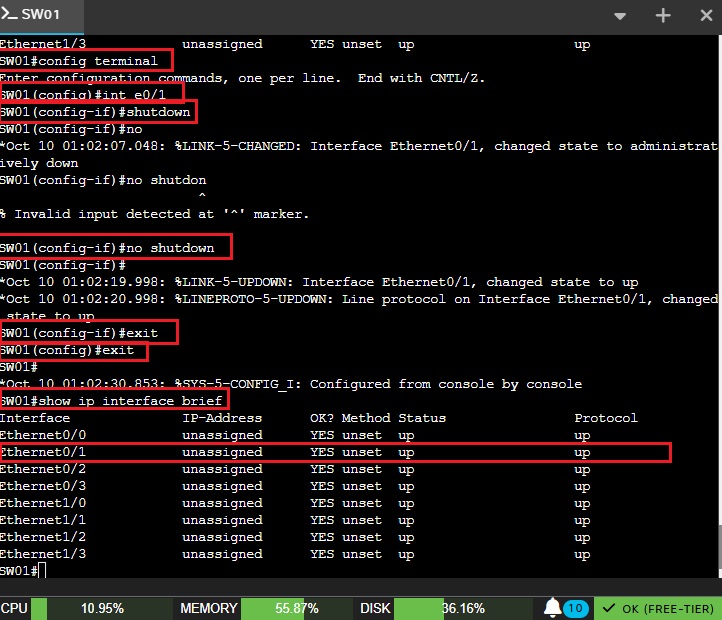 >_ SW01
Ethernet1/3 unassigned YES unset up up
SW01#config terminal
Enter configuration commands, one per line. End with CNTL/Z.
SW01(config)#int e0/1
SW01(config-if)#shutdown
SW01(config-if)#no
*Oct 10 01:02:07.048: %LINK-5-CHANGED: Interface Ethernet0/1, changed state to administrat
ively down
SW01(config-if)#no shutdon
^
% Invalid input detected at '^' marker.
SW01(config-if)#no shutdown
SW01(config-if)#
*Oct 10 01:02:19.998: %LINK-5-UPDOWN: Interface Ethernet0/1, changed state to up
*Oct 10 01:02:20.998: %LINEPROTO-5-UPDOWN: Line protocol on Interface Ethernet0/1, changed
state to up
SW01(config-if)#exit
SW01(config)#exit
SW01#
*Oct 10 01:02:30.853: %SYS-5-CONFIG_I: Configured from console by console
SW01#show ip interface brief
Interface IP-Address OK? Method Status Protocol
Ethernet0/0 unassigned YES unset up up
Ethernet0/1 unassigned YES unset up up
Ethernet0/2 unassigned YES unset up up
Ethernet0/3 unassigned YES unset up up
Ethernet1/0 unassigned YES unset up up
Ethernet1/1 unassigned YES unset up up
Ethernet1/2 unassigned YES unset up up
Ethernet1/3 unassigned YES unset up up
SW01#
CPU 10.95% MEMORY 55.87% DISK 36.16% 10 OK (FREE-TIER)